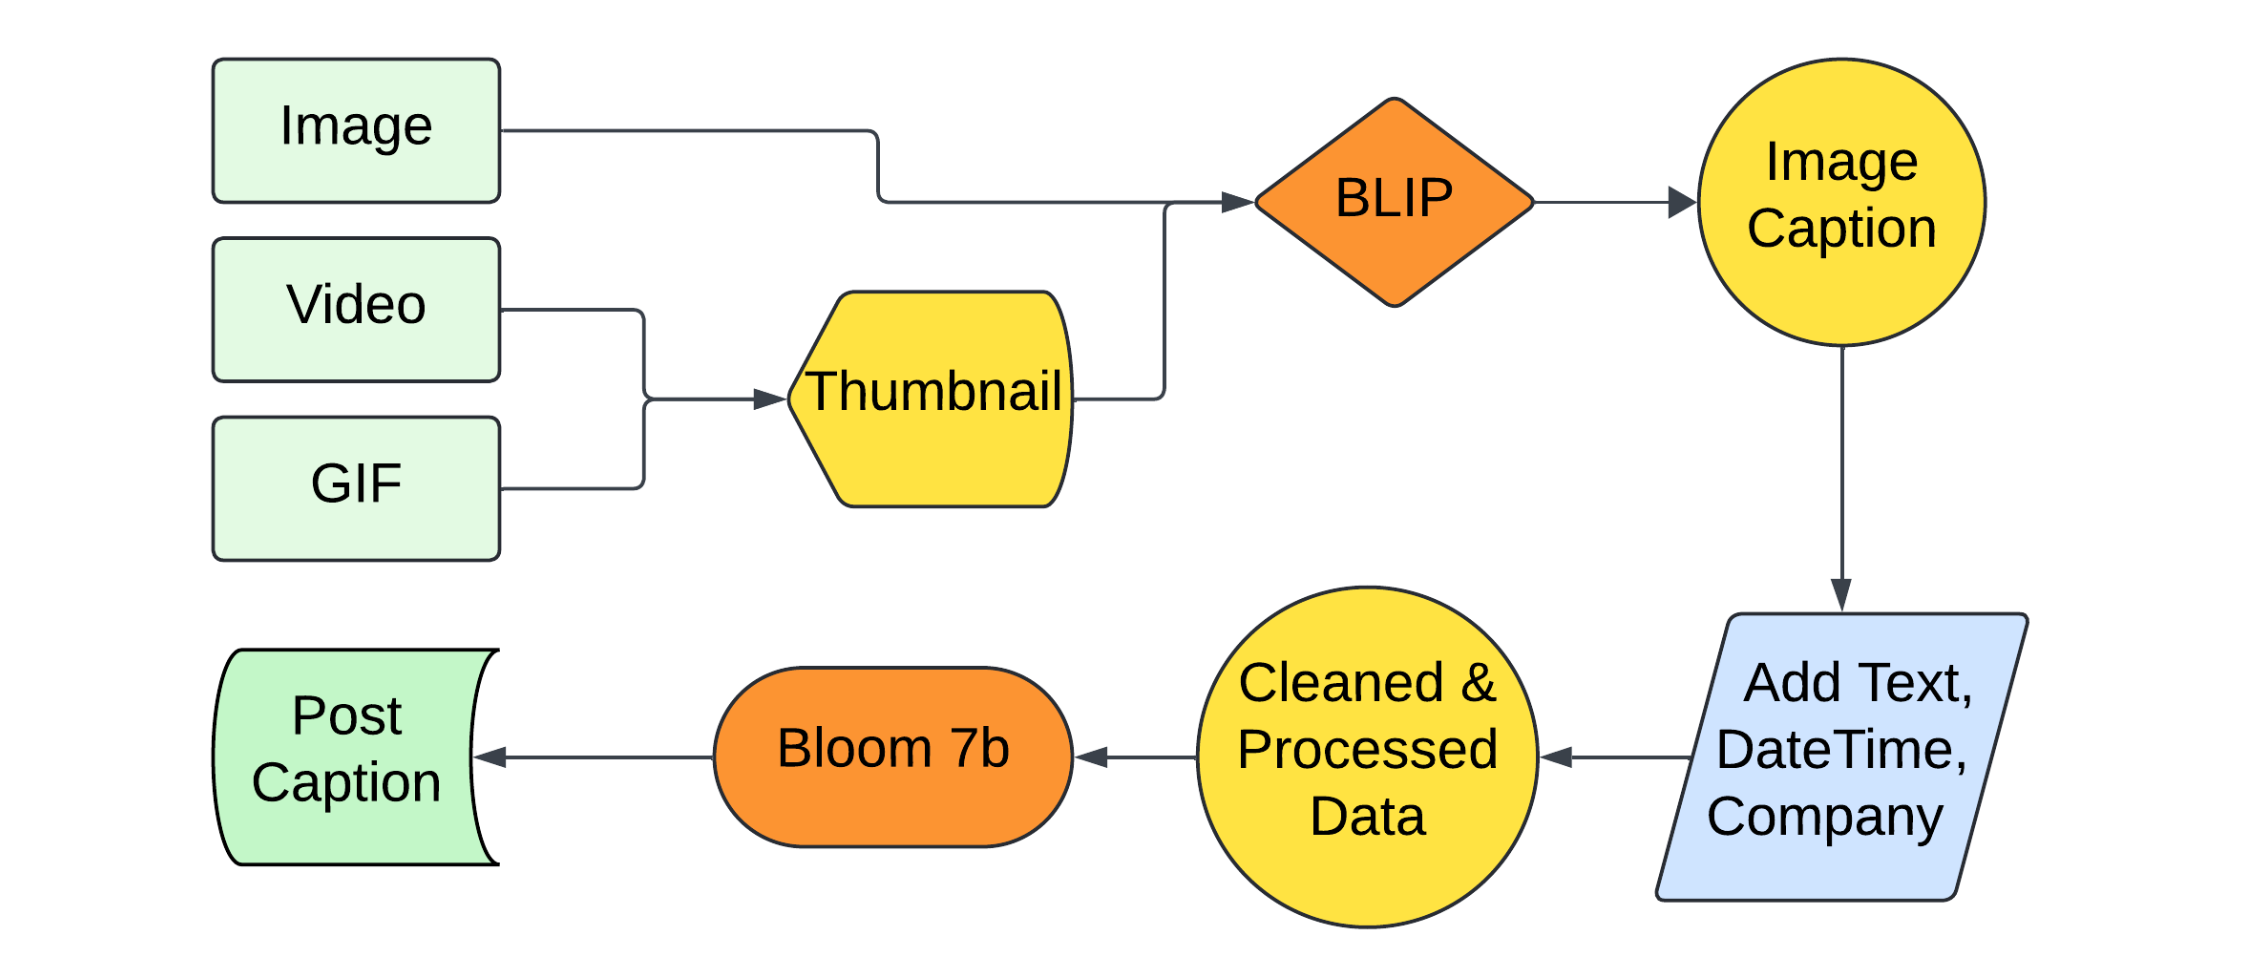 Image
Video
GIF
Thumbnail
BLIP
Image
Caption
Add Text,
DateTime,
Company
Cleaned &
Processed
Data
Bloom 7b
Post
Caption